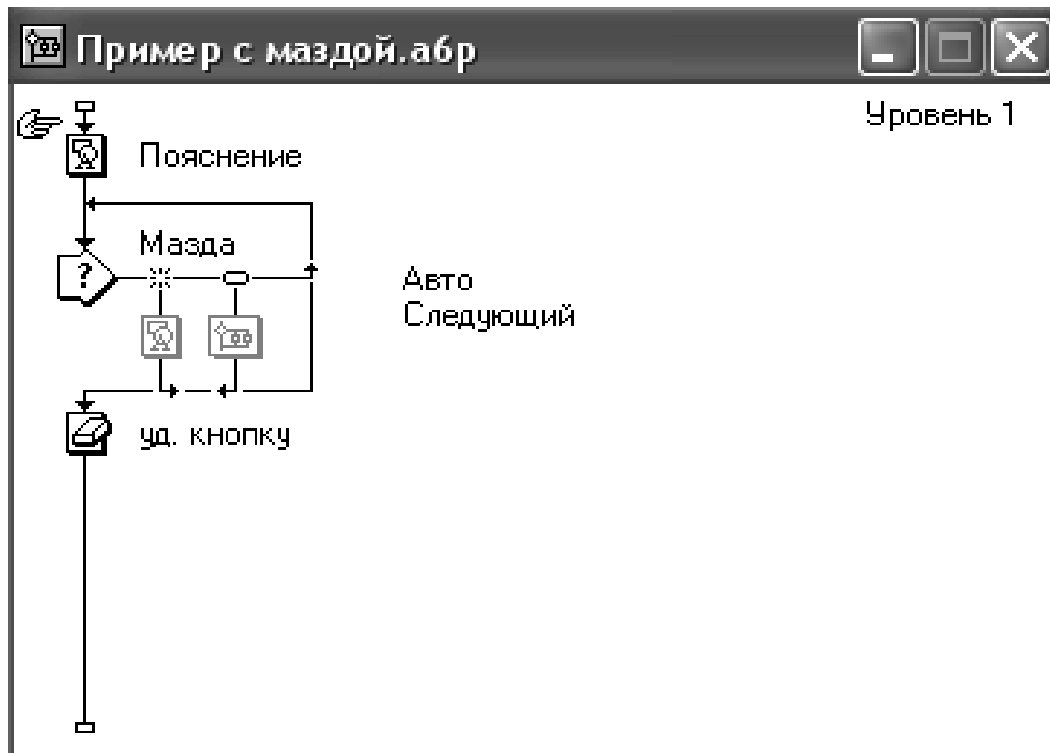 Пример с маздой.a6p
Уровень 1
Пояснение
Мазда
?
Авто
Следующий
уд. кнопку